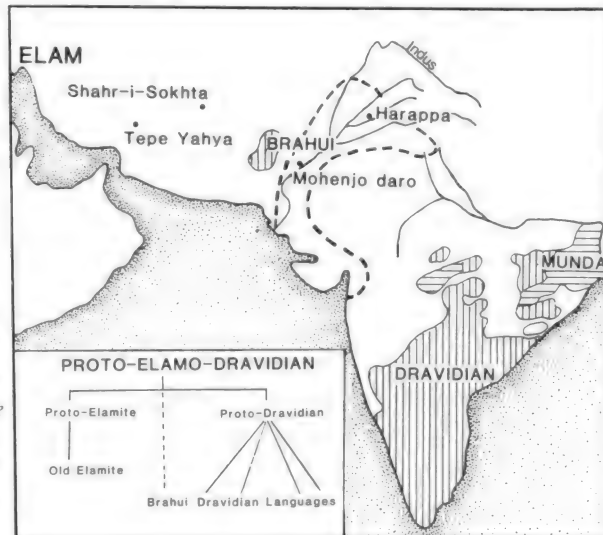 ELAM
Indus
Shahr-i-Sokhta
Harappa
Tepe Yahya
BRAHUI
Mohenjo daro
MUNDA
DRAVIDIAN
PROTO-ELAMO-DRAVIDIAN
Proto-Elamite Proto-Dravidian
Old Elamite
Brahui Dravidian Languages